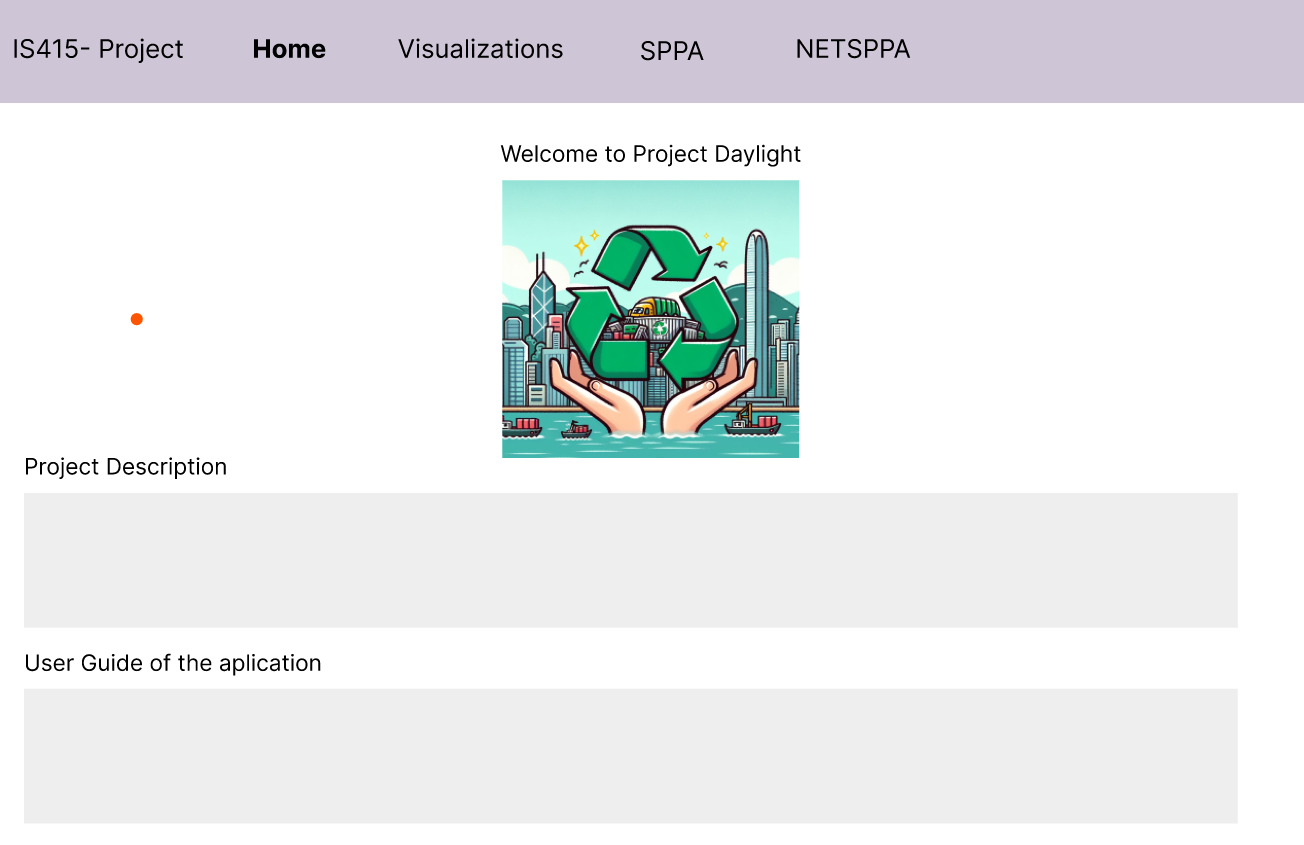 IS415- Project Home Visualizations SPPA NETSPPA
Welcome to Project Daylight
Project Description
User Guide of the aplication